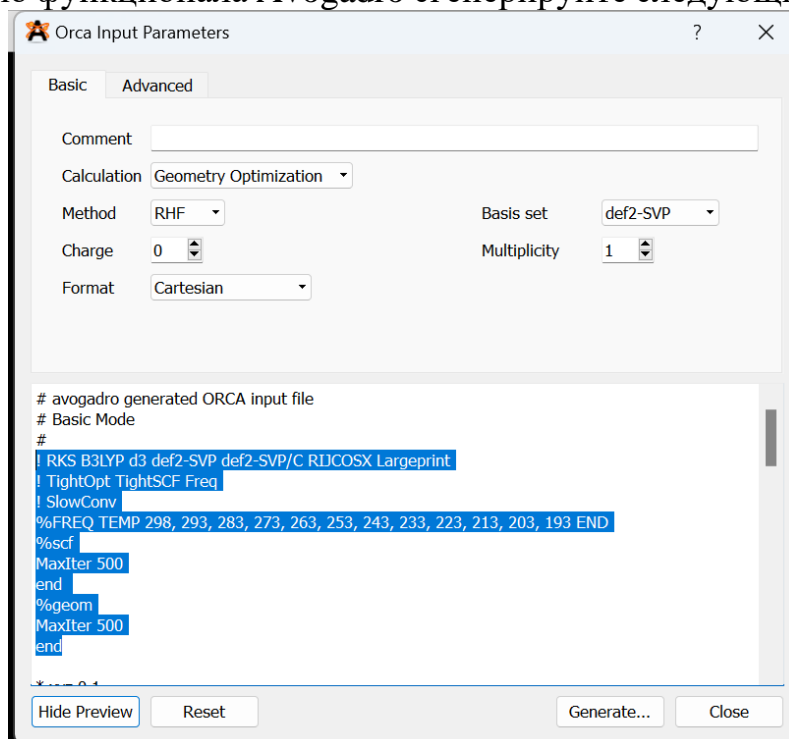 функционала Avogadro сгенерируйте
Orca Input Parameters ? ×
Basic Advanced
Comment
Calculation Geometry Optimization
Method RHF Basis set def2-SVP
Charge 0 Multiplicity 1
Format Cartesian
# avogadro generated ORCA input file
# Basic Mode
#
! RKS B3LYP d3 def2-SVP def2-SVP/C RIJCOSX Largeprint
! TightOpt TightSCF Freq
! SlowConv
%FREQ TEMP 298, 293, 283, 273, 263, 253, 243, 233, 223, 213, 203, 193 END
%scf
MaxIter 500
end
%geom
MaxIter 500
end
Hide Preview Reset Generate... Close